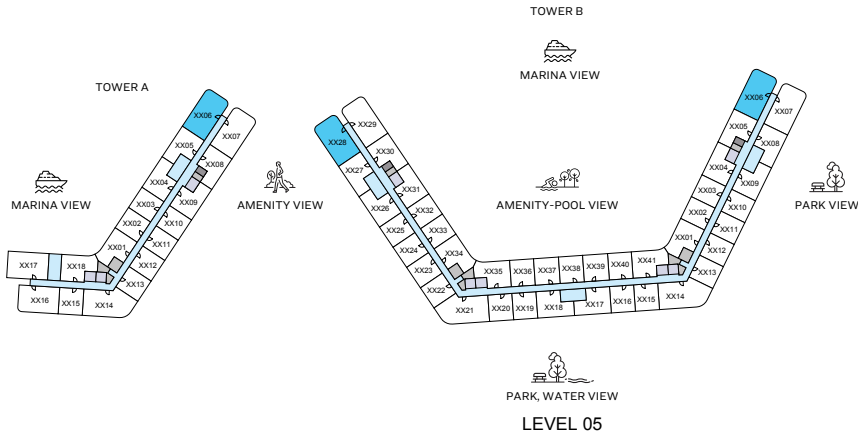 TOWER B
MARINA VIEW
TOWER A
MARINA VIEW
AMENITY VIEW
AMENITY-POOL VIEW
PARK VIEW
XX06
XX07
XX05
XX08
XX04
XX09
XX03
XX10
XX02
XX11
XX01
XX12
XX13
XX17
XX18
XX16
XX15
XX14
XX29
XX28
XX30
XX27
XX31
XX26
XX32
XX25
XX33
XX24
XX34
XX23
XX22
XX21
XX35
XX36
XX37
XX38
XX39
XX40
XX41
XX20
XX19
XX18
XX17
XX16
XX15
XX14
XX06
XX07
XX05
XX08
XX04
XX09
XX03
XX10
XX02
XX11
XX01
XX12
XX13
PARK, WATER VIEW
LEVEL 05